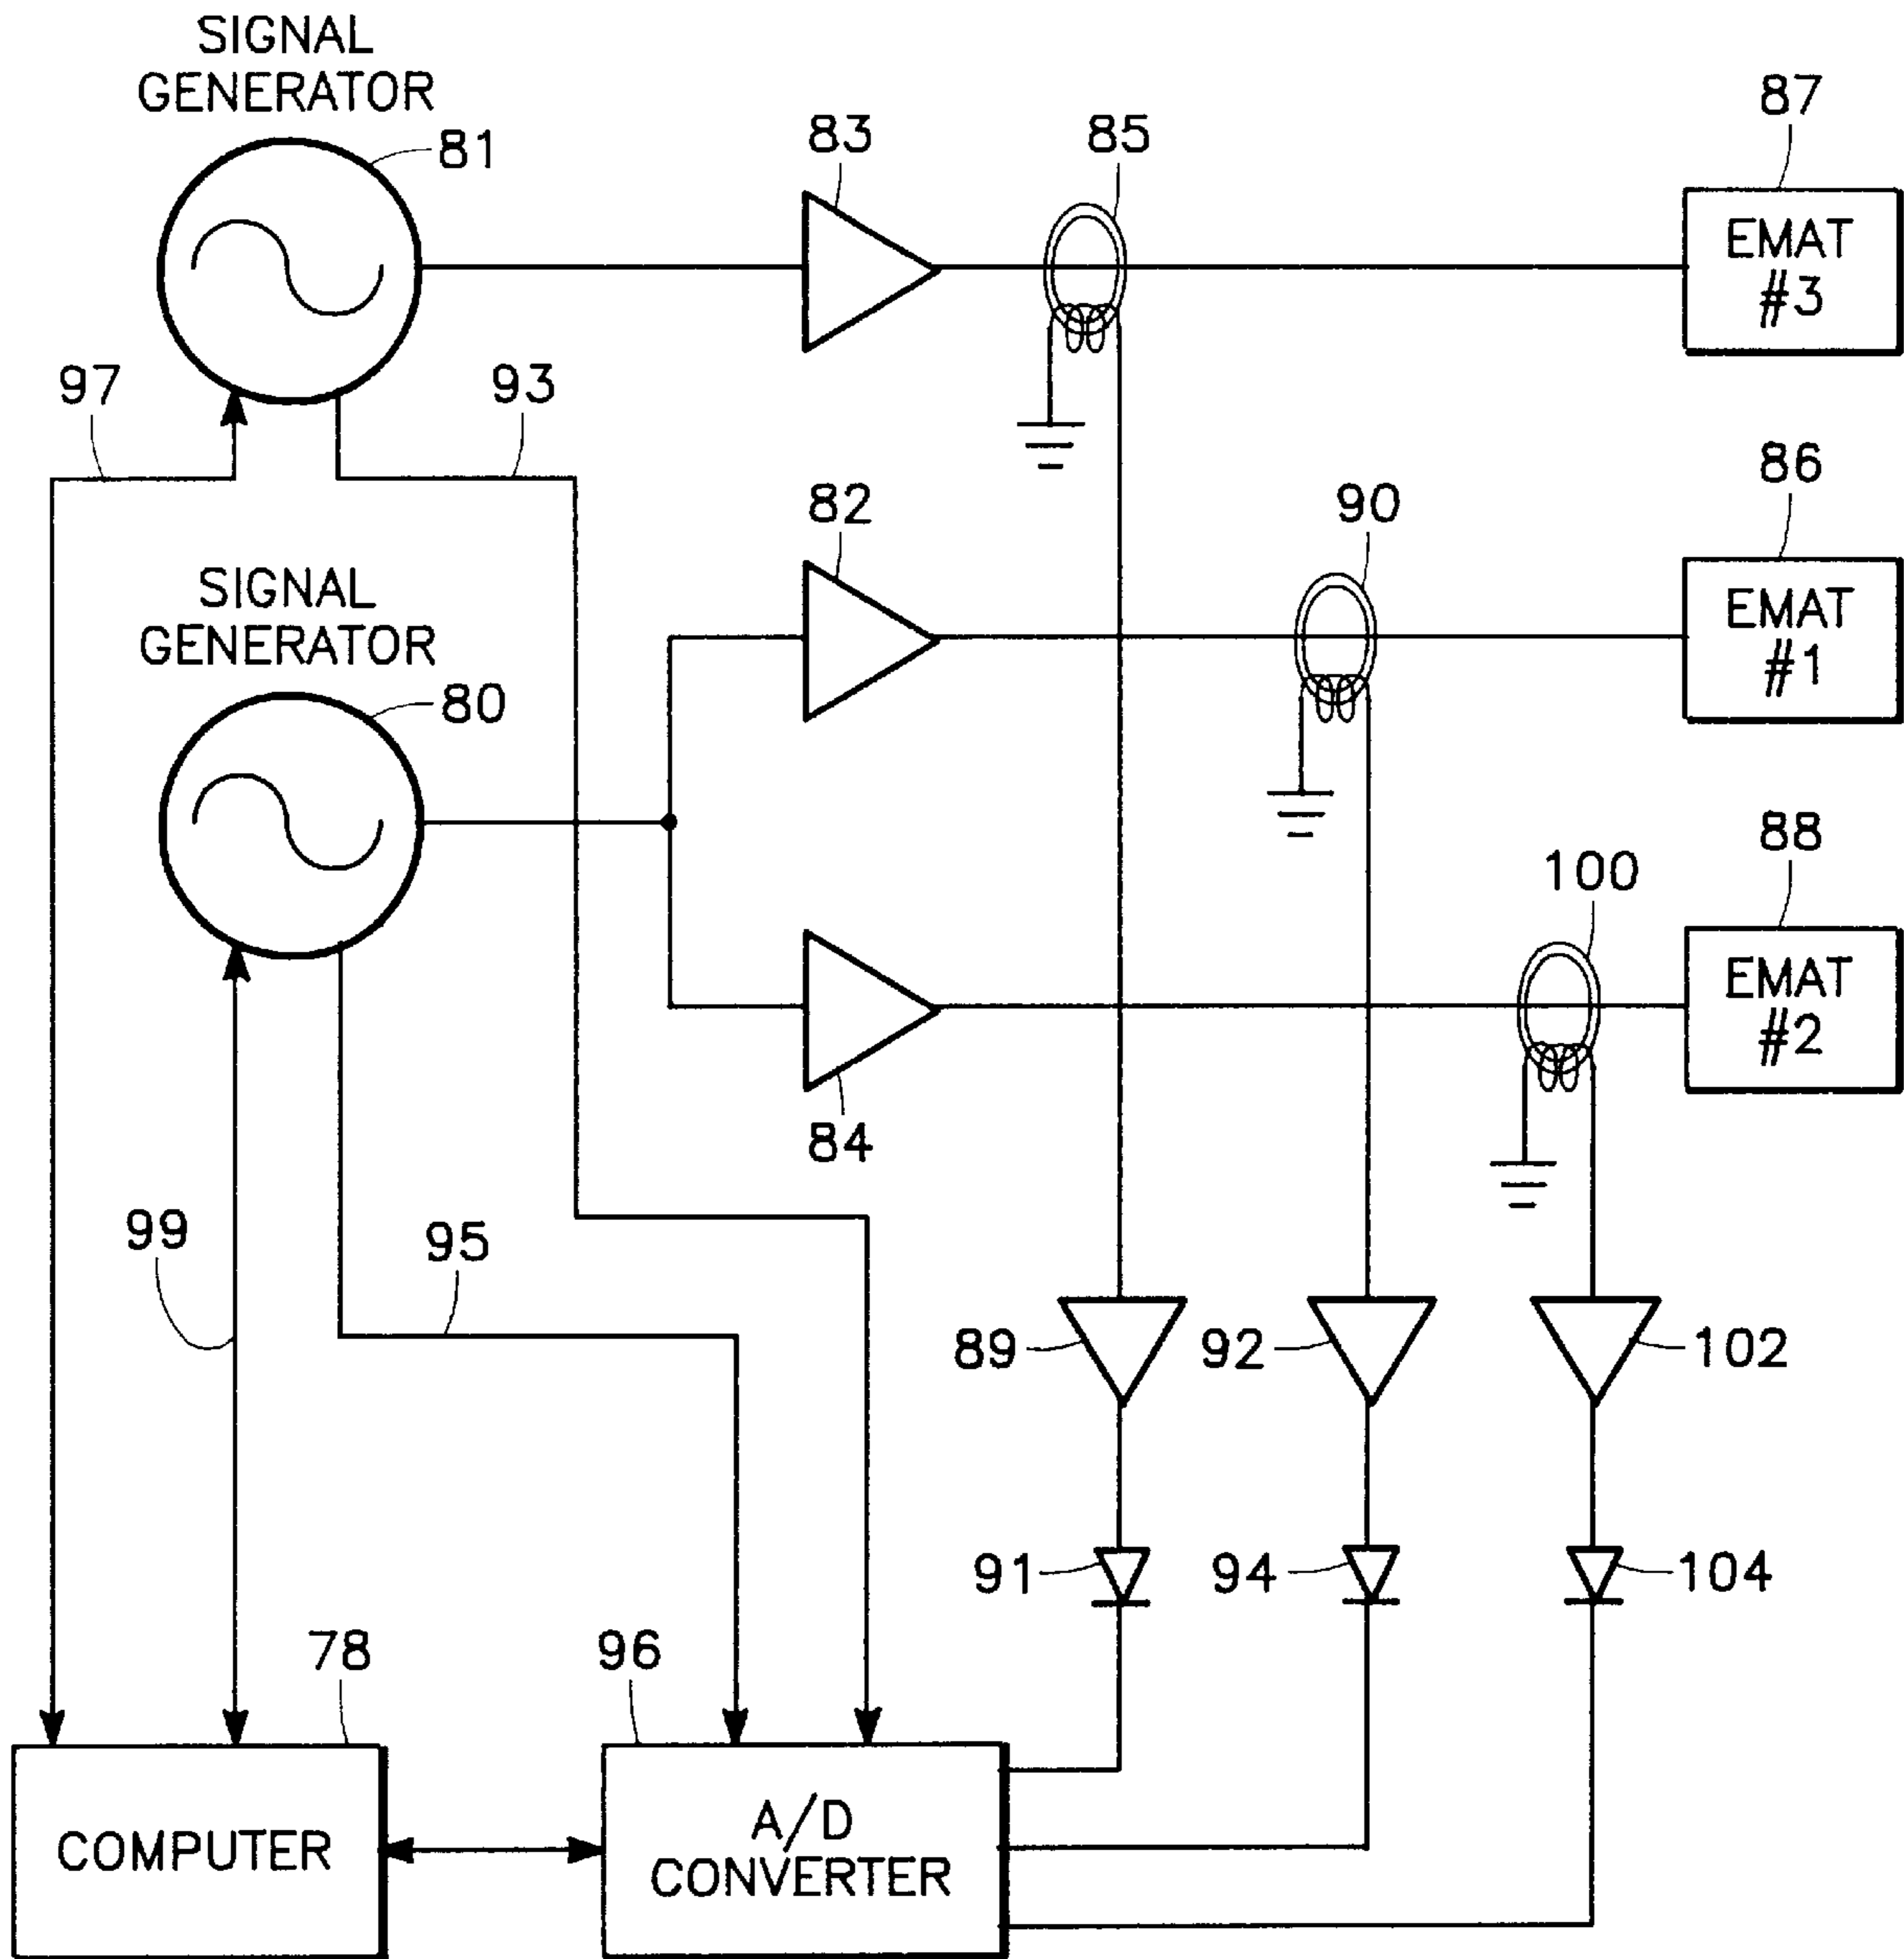 SIGNAL
GENERATOR
81
83
85
87
EMAT
#3
97
93
82
90
86
EMAT
#1
SIGNAL
GENERATOR
80
84
100
88
EMAT
#2
99
95
89
92
102
91
94
104
78
96
COMPUTER
A/D
CONVERTER